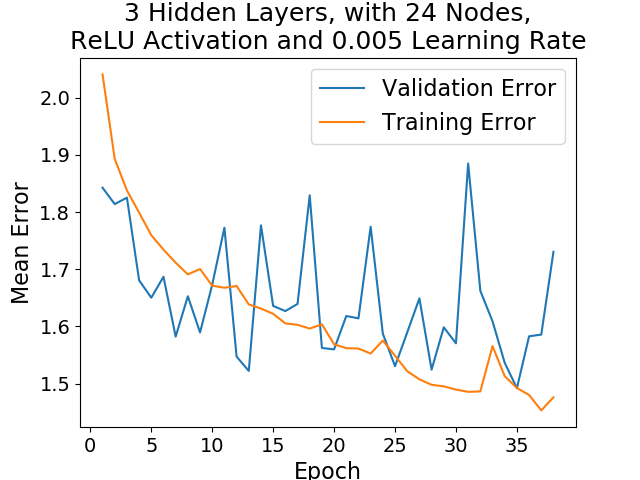 3 Hidden Layers, with 24 Nodes,
ReLU Activation and 0.005 Learning Rate
Validation Error
Training Error
Mean Error
2.0
1.9
1.8
1.7
1.6
1.5
0 5 10 15 20 25 30 35
Epoch